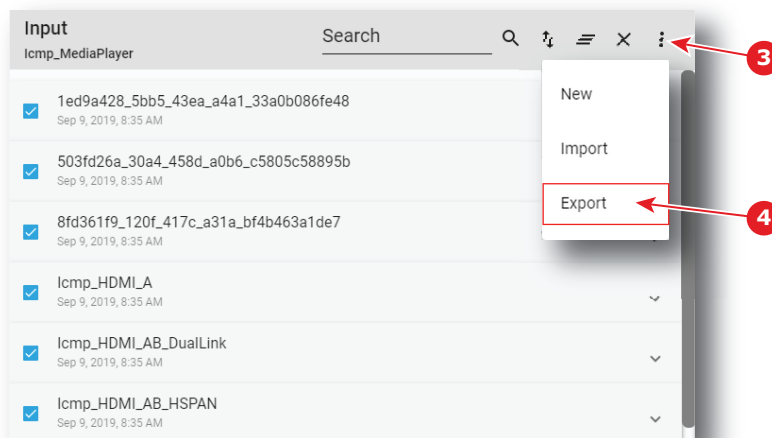 Input
Icmp_MediaPlayer
Search
3
New
Import
Export
4
1ed9a428_5bb5_43ea_a4a1_33a0b086fe48
Sep 9, 2019, 8:35 AM
503fd26a_30a4_458d_a0b6_c5805c58895b
Sep 9, 2019, 8:35 AM
8fd361f9_120f_417c_a31a_bf4b463a1de7
Sep 9, 2019, 8:35 AM
Icmp_HDMI_A
Sep 9, 2019, 8:35 AM
Icmp_HDMI_AB_DualLink
Sep 9, 2019, 8:35 AM
Icmp_HDMI_AB_HSPAN
Sep 9, 2019, 8:35 AM